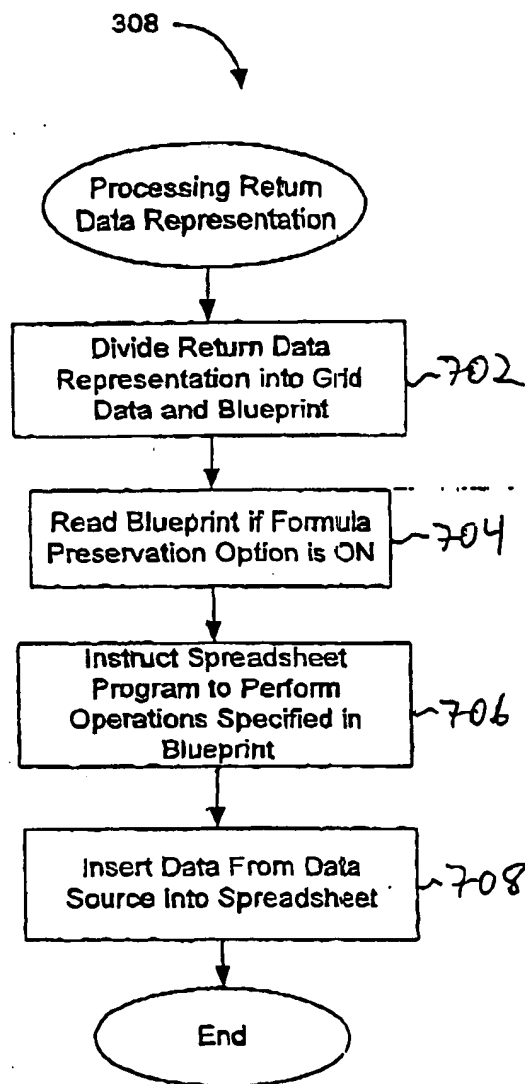 308
Processing Return
Data Representation
Divide Return Data
Representation into Grid
Data and Blueprint
702
Read Blueprint if Formula
Preservation Option is ON
704
Instruct Spreadsheet
Program to Perform
Operations Specified in
Blueprint
706
Insert Data From Data
Source into Spreadsheet
708
End